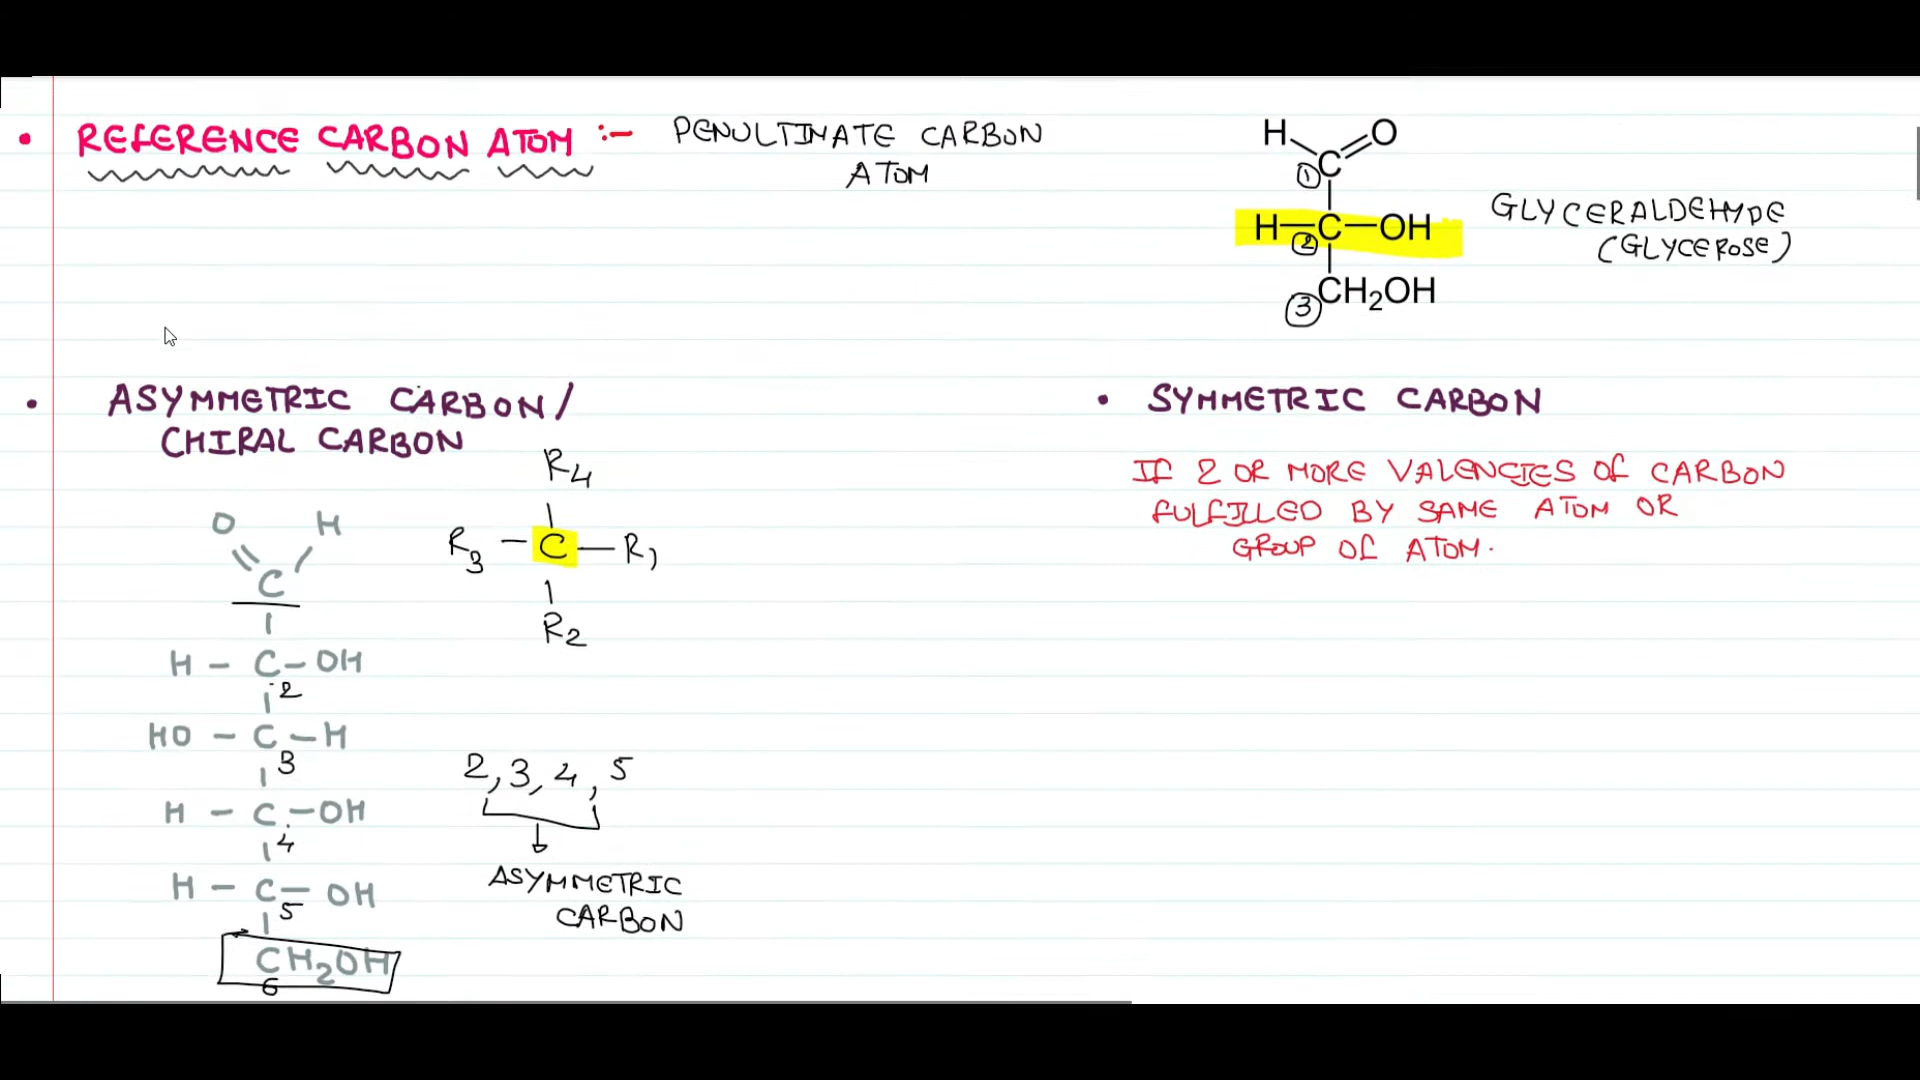 • REFERENCE CARBON ATOM :- PENULTIMATE CARBON
ATOM
H O
C
①
H—C—OH
②
CH₂OH
③
GLYCERALDEHYDE
(GLYCEROSE)
• ASYMMETRIC CARBON/
CHIRAL CARBON
R4
R3 — C — R1
R2
O H
C
H – C – OH
2
HO – C – H
3
H – C – OH
4
H – C – OH
5
CH₂OH
6
2, 3, 4, 5
ASYMMETRIC
CARBON
• SYMMETRIC CARBON
IF 2 OR MORE VALENCIES OF CARBON
FULFILLED BY SAME ATOM OR
GROUP OF ATOM.